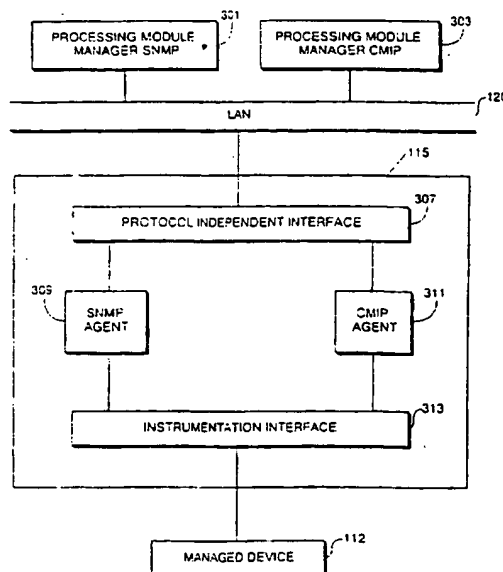 PROCESSING MODULE
MANAGER SNMP
301
PROCESSING MODULE
MANAGER CMIP
303
LAN
120
115
PROTOCOL INDEPENDENT INTERFACE
307
309
SNMP
AGENT
CMIP
AGENT
311
INSTRUMENTATION INTERFACE
313
MANAGED DEVICE
112